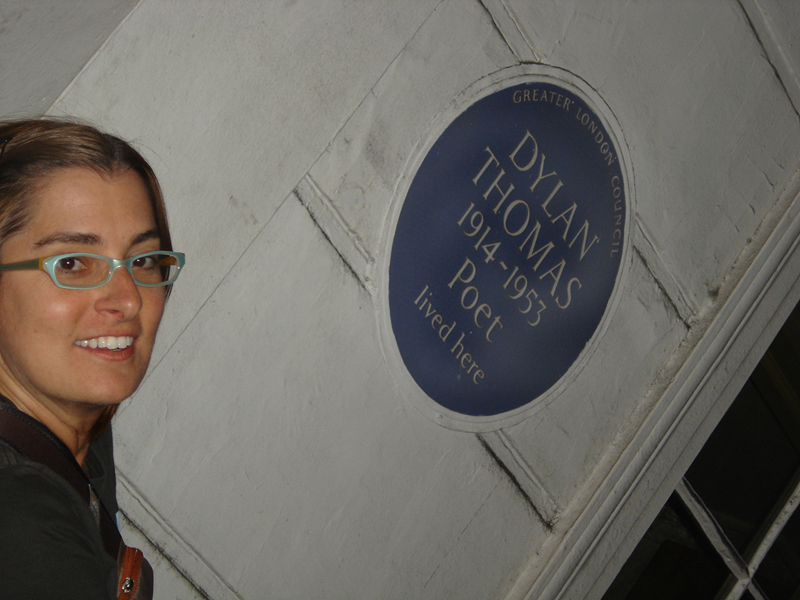 GREATER LONDON COUNCIL
DYLAN
THOMAS
1914-1953
Poet
lived here